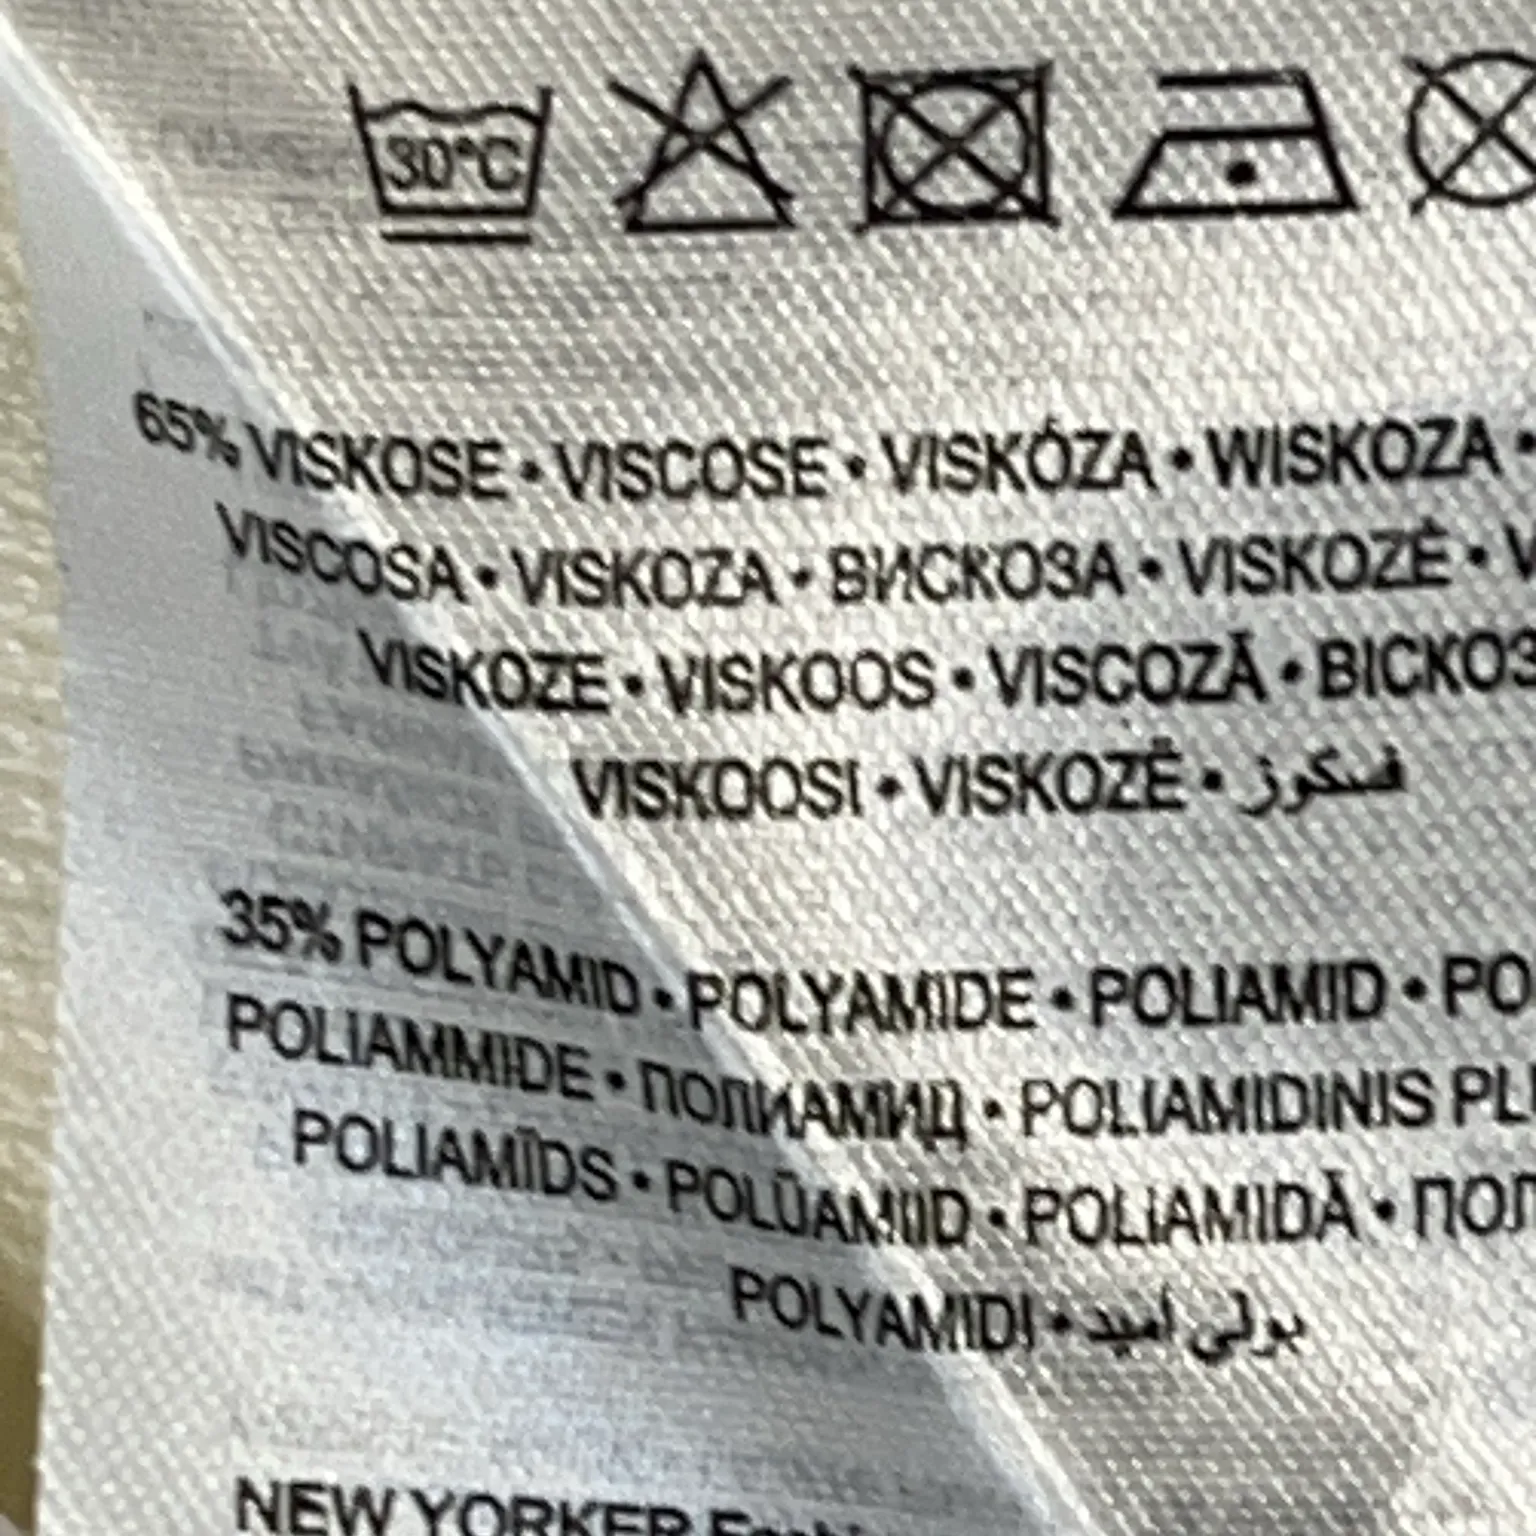 30°C
65% VISKOSE • VISCOSE • VISKÓZA • WISKOZA •
VISCOSA • VISKOZA • ВИСКОЗА • VISKOZĖ •
VISKOZE • VISKOOS • VISCOZĂ •
VISKOOSI • VISKOZĖ • فسكوز
35% POLYAMID • POLYAMIDE • POLIAMID •
POLIAMMIDE • ПОЛИАМИД • POLIAMIDINIS
POLIAMĪDS • POLÜAMIID • POLIAMIDĂ •
POLYAMIDI • بولي أميد
NEW YORKER